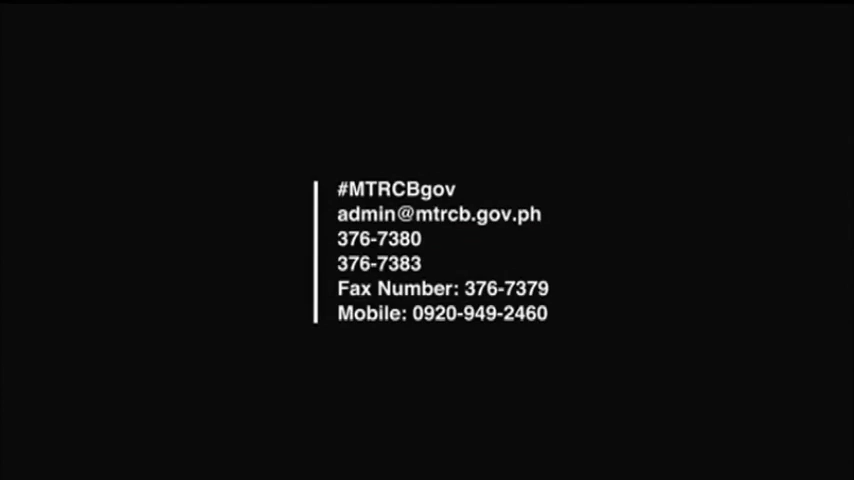 #MTRCBgov
admin@mtrcb.gov.ph
376-7380
376-7383
Fax Number: 376-7379
Mobile: 0920-949-2460